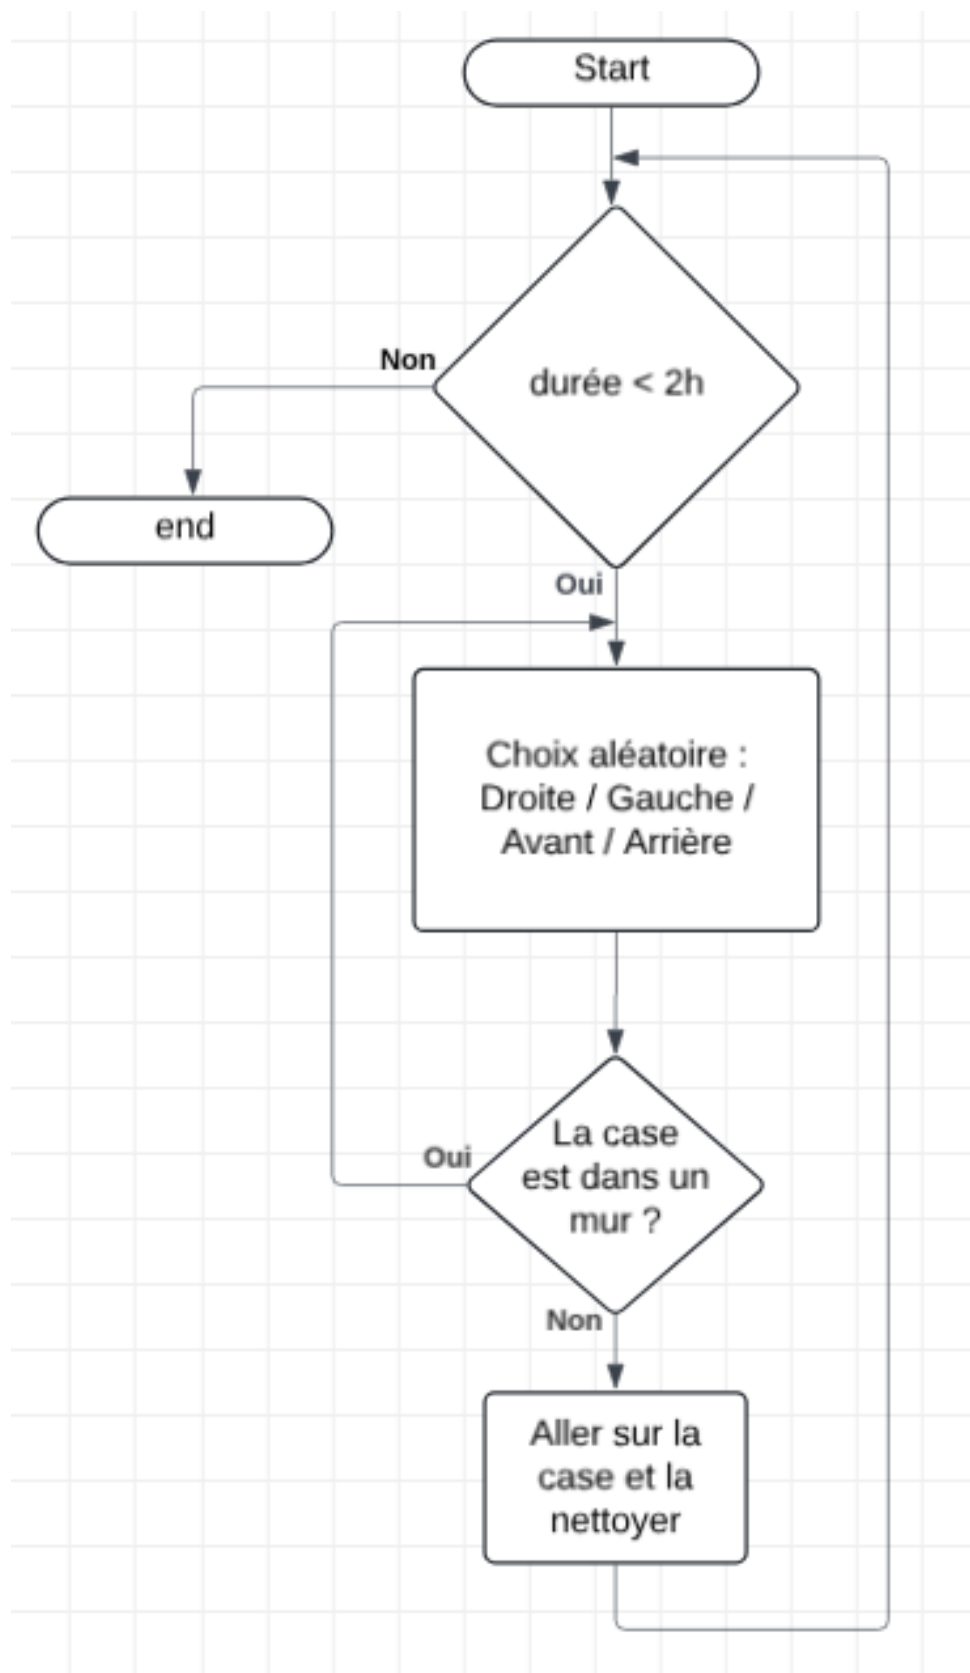 Start
Non
durée < 2h
end
Oui
Choix aléatoire :
Droite / Gauche /
Avant / Arrière
La case
est dans un
mur ?
Oui
Non
Aller sur la
case et la
nettoyer